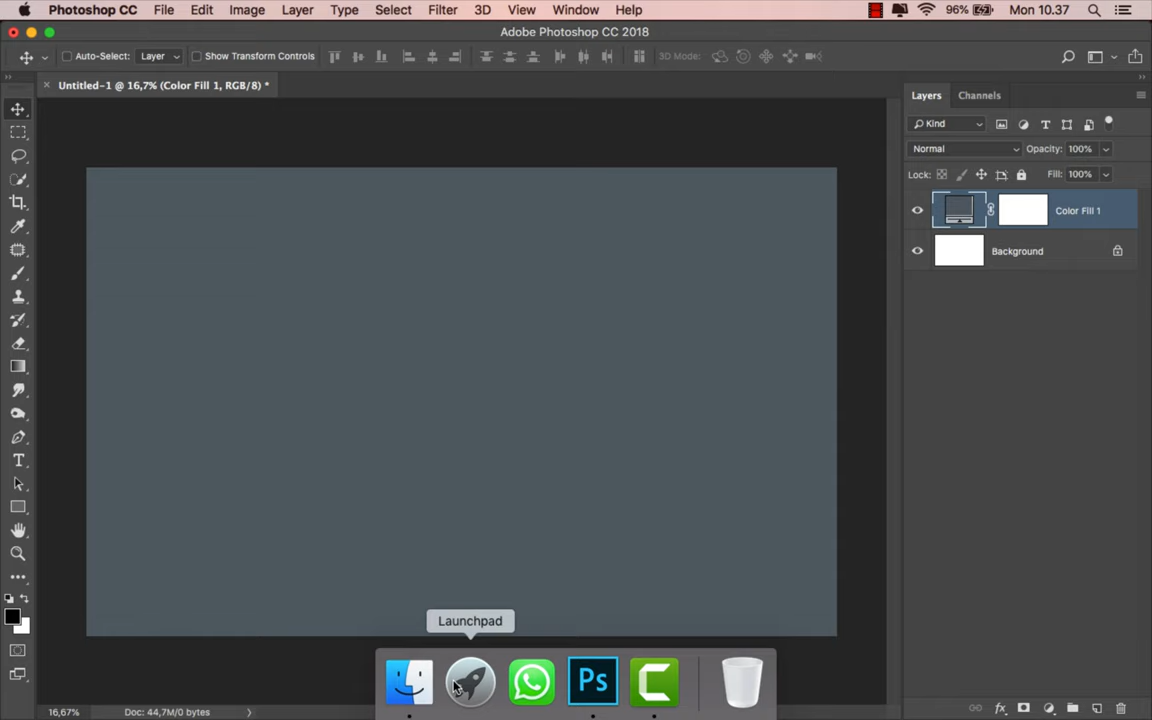 Photoshop CC File Edit Image Layer Type Select Filter 3D View Window Help 96% Mon 10.37
Adobe Photoshop CC 2018
Auto-Select: Layer Show Transform Controls 3D Mode:
Untitled-1 @ 16,7% (Color Fill 1, RGB/8) *
Layers Channels
Kind
Normal Opacity: 100%
Lock: Fill: 100%
Color Fill 1
Background
Launchpad
Ps
16,67% Doc: 44,7M/0 bytes